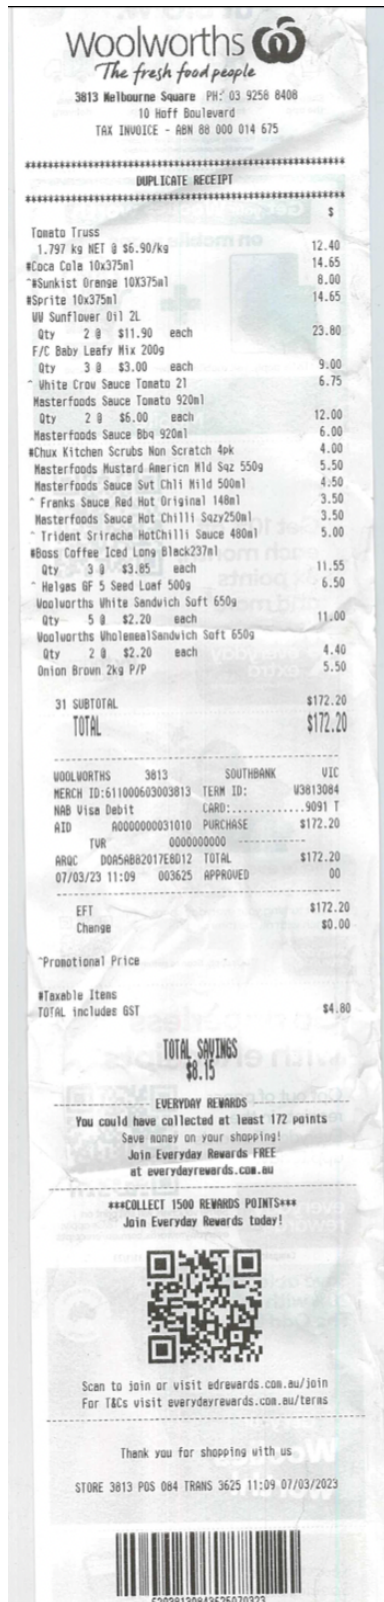 Woolworths
The fresh food people
3813 Melbourne Square PH: 03 9258 8408
10 Hoff Boulevard
TAX INVOICE - ABN 88 000 014 675
DUPLICATE RECEIPT
$
Tomato Truss
1.797 kg NET @ $6.90/kg 12.40
#Coca Cola 10x375ml 14.65
^#Sunkist Orange 10X375ml 8.00
#Sprite 10x375ml 14.65
WW Sunflower Oil 2L
Qty 2 @ $11.90 each 23.80
F/C Baby Leafy Mix 200g
Qty 3 @ $3.00 each 9.00
^ White Crow Sauce Tomato 2l 6.75
Masterfoods Sauce Tomato 920ml
Qty 2 @ $6.00 each 12.00
Masterfoods Sauce Bbq 920ml 6.00
#Chux Kitchen Scrubs Non Scratch 4pk 4.00
Masterfoods Mustard Americn Mld Sqz 550g 5.50
Masterfoods Sauce Swt Chli Mild 500ml 4.50
^ Franks Sauce Red Hot Original 148ml 3.50
Masterfoods Sauce Hot Chilli Sqzy250ml 3.50
^ Trident Sriracha HotChilli Sauce 480ml 5.00
#Boss Coffee Iced Long Black237ml
Qty 3 @ $3.85 each 11.55
^ Helgas GF 5 Seed Loaf 500g 6.50
Woolworths White Sandwich Soft 650g
Qty 5 @ $2.20 each 11.00
Woolworths WholemealSandwich Soft 650g
Qty 2 @ $2.20 each 4.40
Onion Brown 2kg P/P 5.50
31 SUBTOTAL $172.20
TOTAL $172.20
WOOLWORTHS 3813 SOUTHBANK VIC
MERCH ID:611000603003813 TERM ID: W3813084
NAB Visa Debit CARD:............9091 T
AID A0000000031010 PURCHASE $172.20
TVR 0000000000
ARQC D0A5AB82017E8D12 TOTAL $172.20
07/03/23 11:09 003625 APPROVED 00
EFT $172.20
Change $0.00
^Promotional Price
#Taxable Items
TOTAL includes GST $4.80
TOTAL SAVINGS
$8.15
EVERYDAY REWARDS
You could have collected at least 172 points
Save money on your shopping!
Join Everyday Rewards FREE
at everydayrewards.com.au
***COLLECT 1500 REWARDS POINTS***
Join Everyday Rewards today!
Scan to join or visit edrewards.com.au/join
For T&Cs visit everydayrewards.com.au/terms
Thank you for shopping with us
STORE 3813 POS 084 TRANS 3625 11:09 07/03/2023